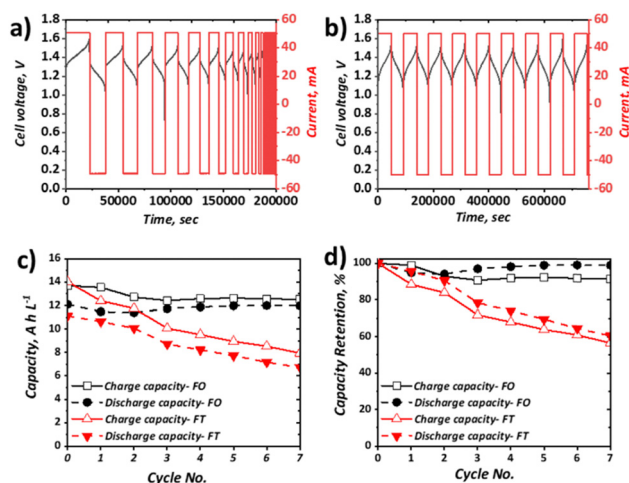 a)
1.8
1.6
1.4
1.2
1.0
0.8
0.6
0.4
0.2
0.0
Cell voltage, V
60
40
20
0
-20
-40
-60
Current, mA
0 50000 100000 150000 200000
Time, sec
b)
1.8
1.6
1.4
1.2
1.0
0.8
0.6
0.4
0.2
0.0
Cell voltage, V
60
40
20
0
-20
-40
-60
Current, mA
0 200000 400000 600000
Time, sec
c)
16
14
12
10
8
6
4
2
0
Capacity, A h L⁻¹
Charge capacity- FO
Discharge capacity- FO
Charge capacity- FT
Discharge capacity- FT
0 1 2 3 4 5 6 7
Cycle No.
d)
100
80
60
40
20
0
Capacity Retention, %
Charge capacity- FO
Discharge capacity- FO
Charge capacity- FT
Discharge capacity- FT
0 1 2 3 4 5 6 7
Cycle No.